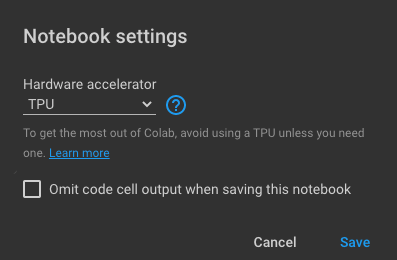 Notebook settings
Hardware accelerator
TPU
?
To get the most out of Colab, avoid using a TPU unless you need
one. Learn more
Omit code cell output when saving this notebook
Cancel Save